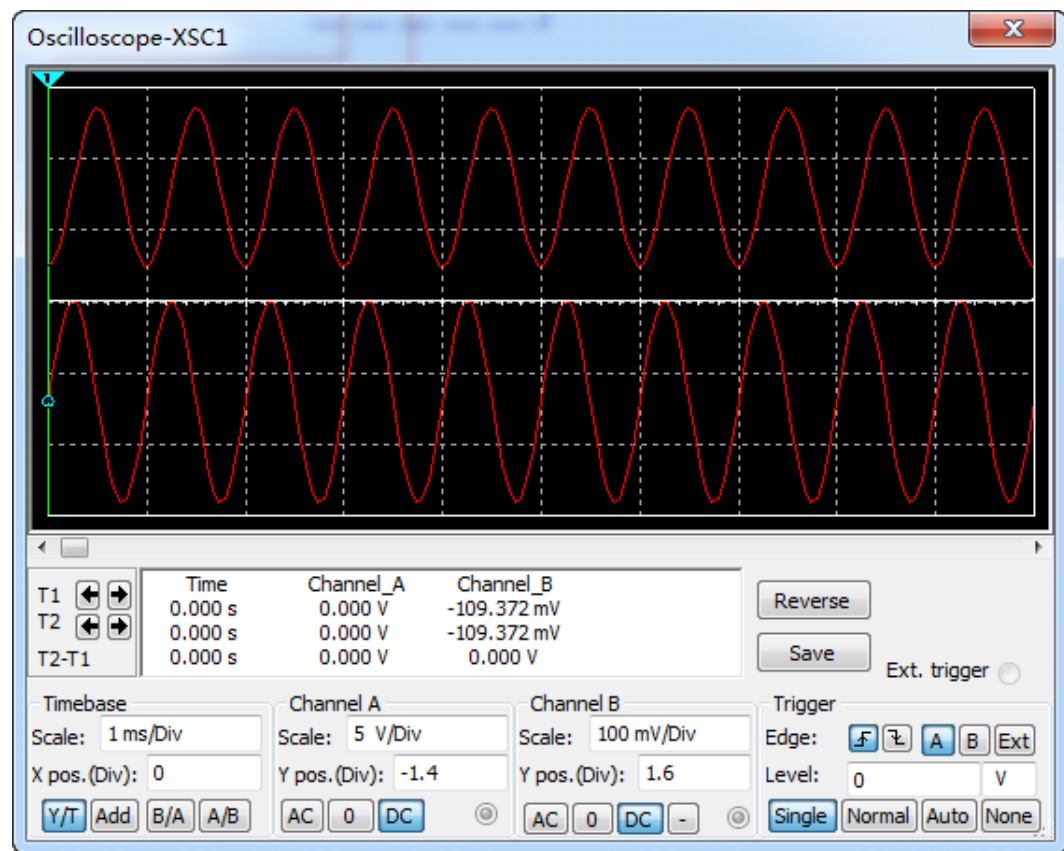 Oscilloscope-XSC1
X
1
T1
T2
T2-T1
Time Channel_A Channel_B
0.000 s 0.000 V -109.372 mV
0.000 s 0.000 V -109.372 mV
0.000 s 0.000 V 0.000 V
Reverse
Save
Ext. trigger
Timebase
Scale: 1 ms/Div
X pos.(Div): 0
Y/T Add B/A A/B
Channel A
Scale: 5 V/Div
Y pos.(Div): -1.4
AC 0 DC
Channel B
Scale: 100 mV/Div
Y pos.(Div): 1.6
AC 0 DC -
Trigger
Edge: A B Ext
Level: 0 V
Single Normal Auto None